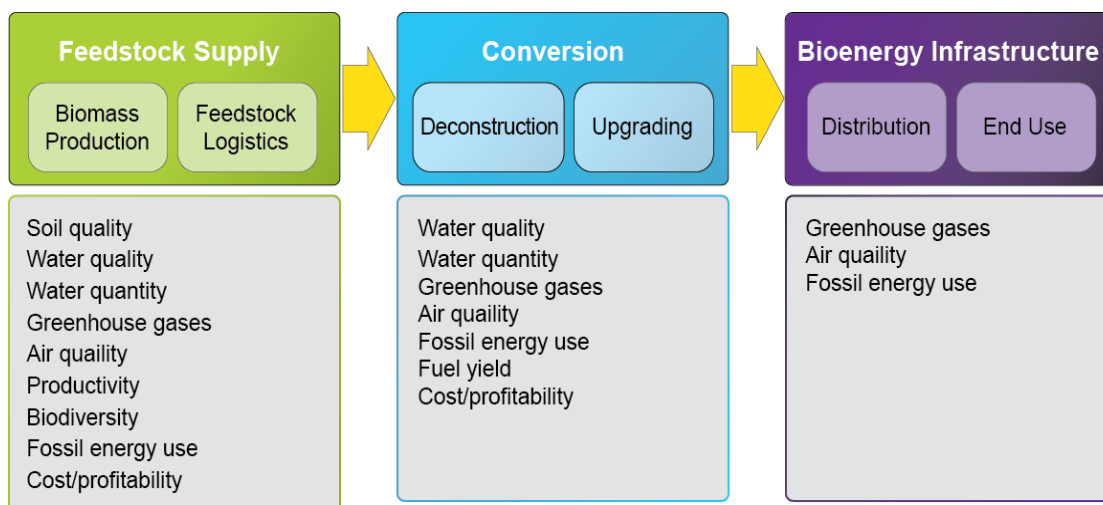 Feedstock Supply
Biomass
Production
Feedstock
Logistics
Conversion
Deconstruction
Upgrading
Bioenergy Infrastructure
Distribution
End Use
Soil quality
Water quality
Water quantity
Greenhouse gases
Air quaility
Productivity
Biodiversity
Fossil energy use
Cost/profitability
Water quality
Water quantity
Greenhouse gases
Air quaility
Fossil energy use
Fuel yield
Cost/profitability
Greenhouse gases
Air quaility
Fossil energy use